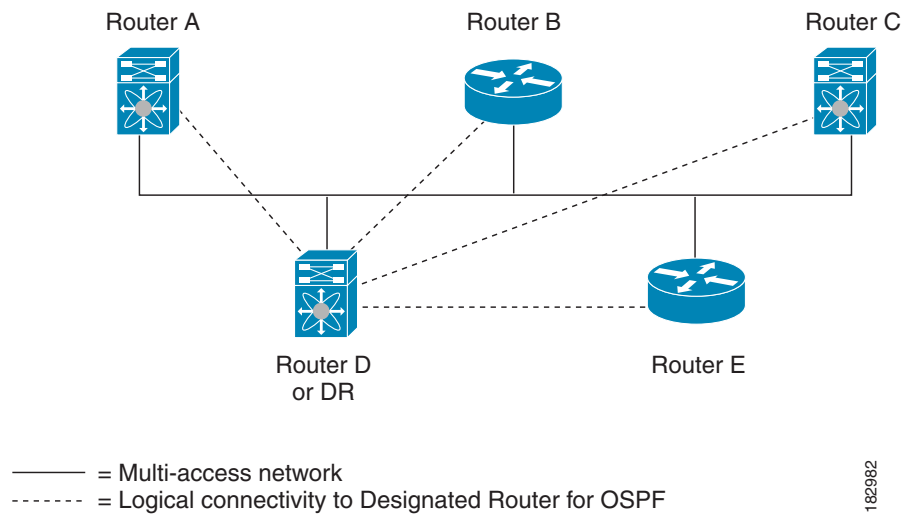 Router A
Router B
Router C
Router D
or DR
Router E
= Multi-access network
= Logical connectivity to Designated Router for OSPF
182982